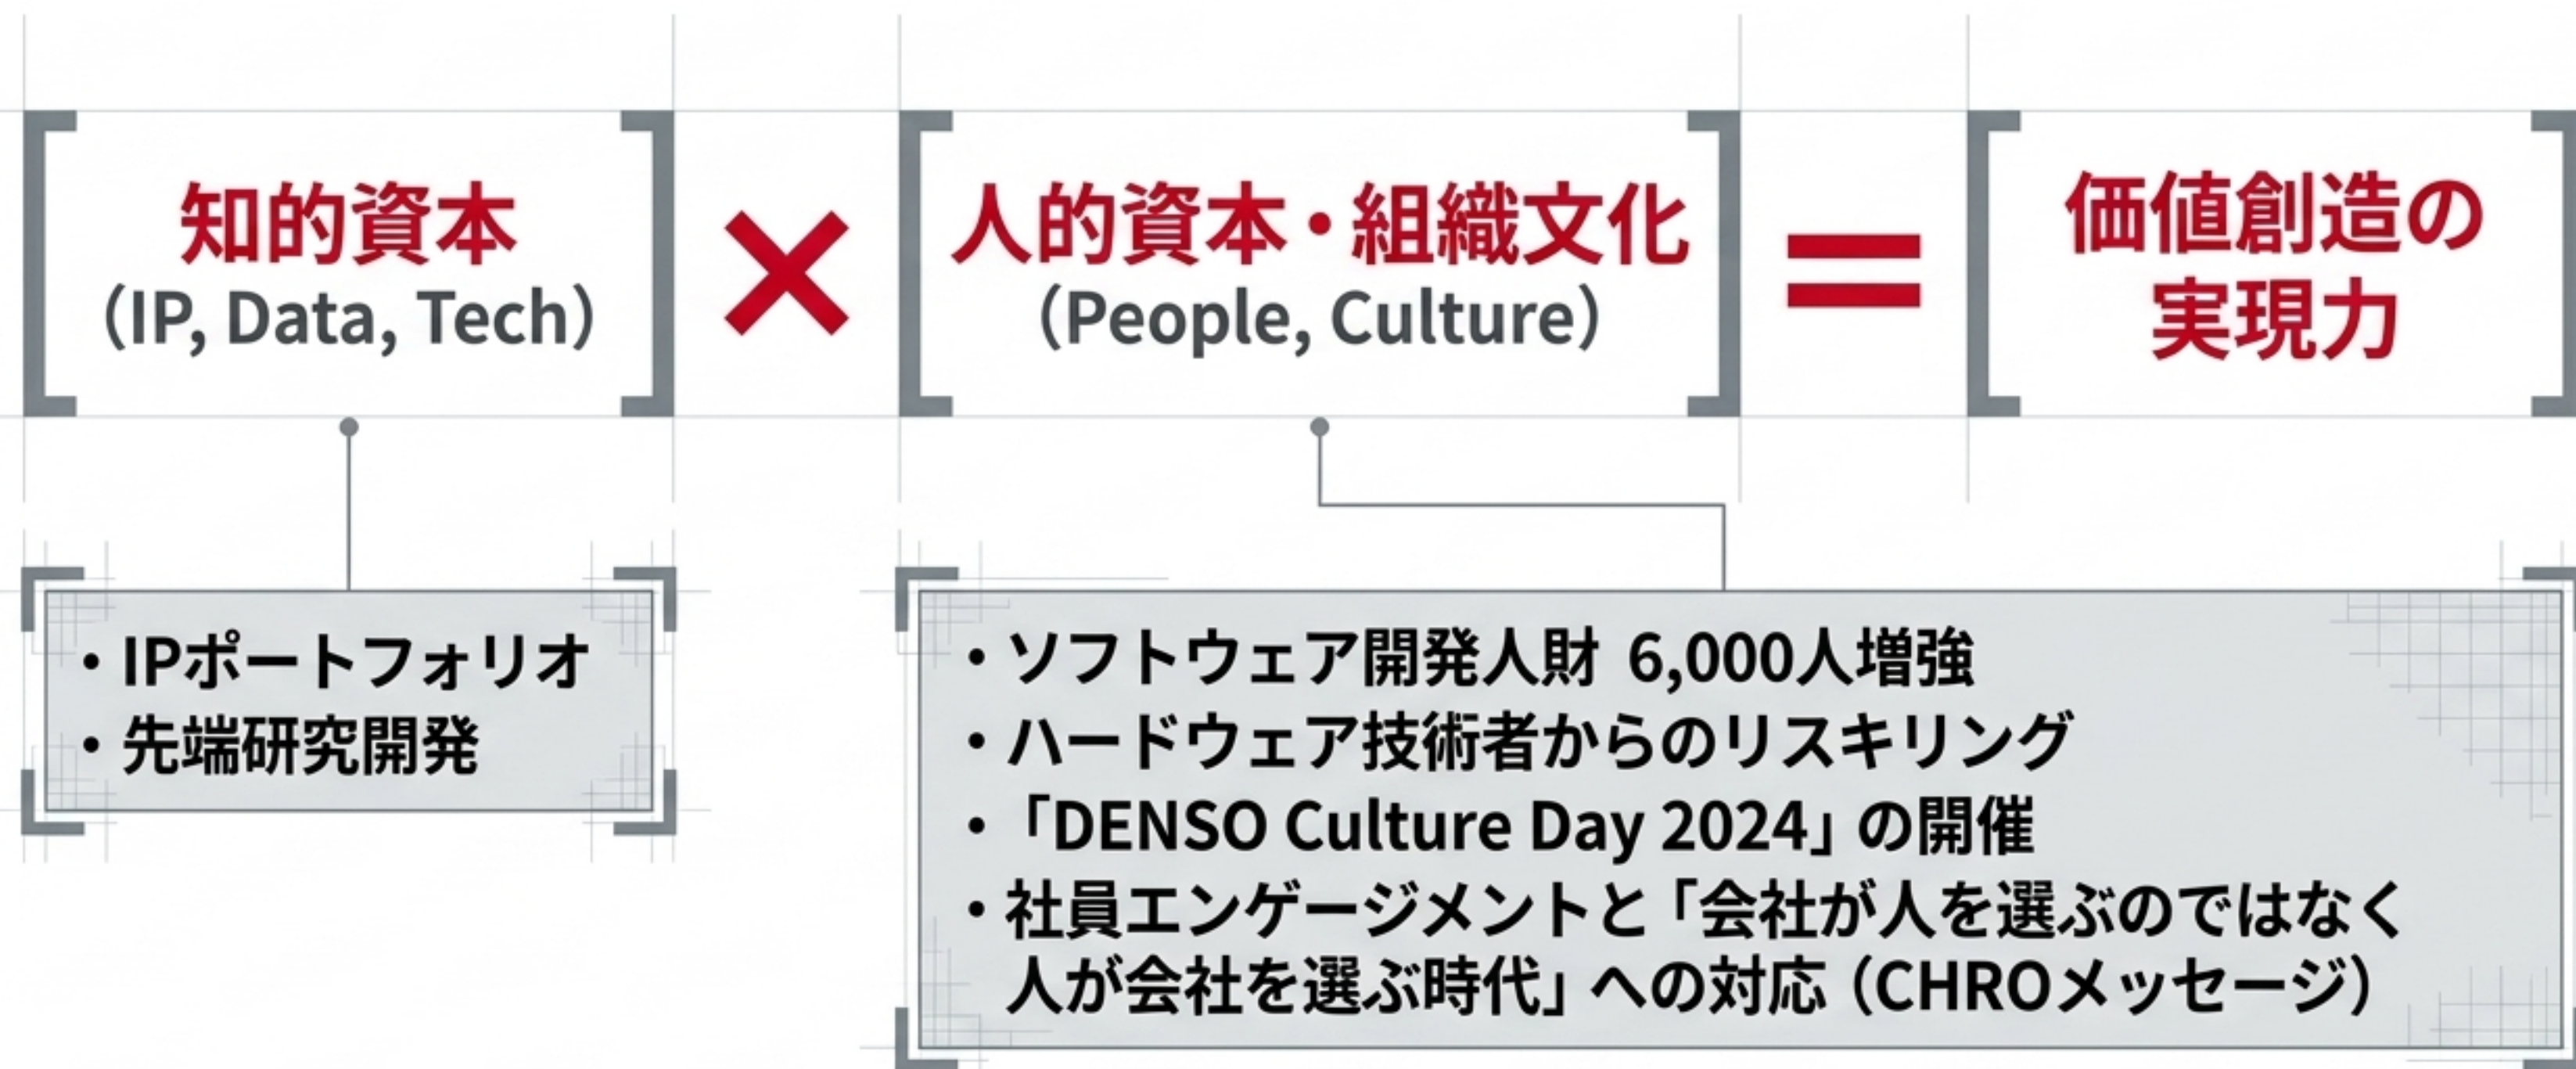 知的資本
（IP, Data, Tech）
×
人的資本・組織文化
（People, Culture）
=
価値創造の
実現力
・IPポートフォリオ
・先端研究開発
・ソフトウェア開発人財 6,000人増強
・ハードウェア技術者からのリスキリング
・「DENSO Culture Day 2024」の開催
・社員エンゲージメントと「会社が人を選ぶのではなく
人が会社を選ぶ時代」への対応（CHROメッセージ）